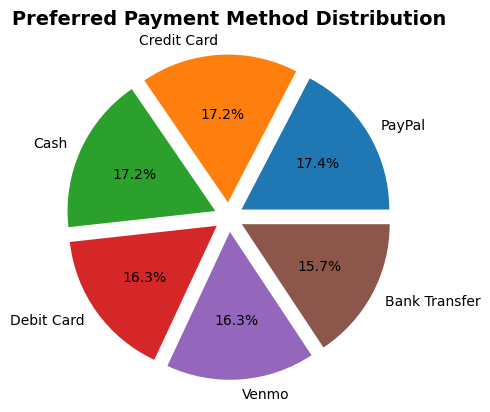 Preferred Payment Method Distribution
Credit Card
17.2%
PayPal
17.4%
Cash
17.2%
Debit Card
16.3%
Venmo
16.3%
Bank Transfer
15.7%